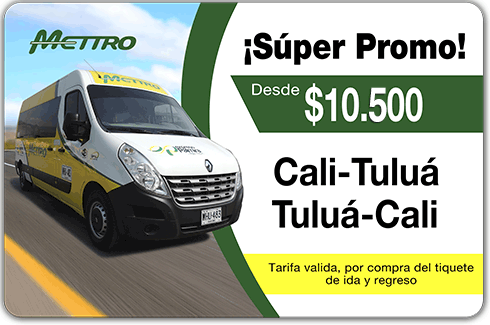 METTRO
¡Súper Promo!
Desde
$10.500
Cali-Tuluá
Tuluá-Cali
Tarifa valida, por compra del tiquete
de ida y regreso
METTRO
METTRO